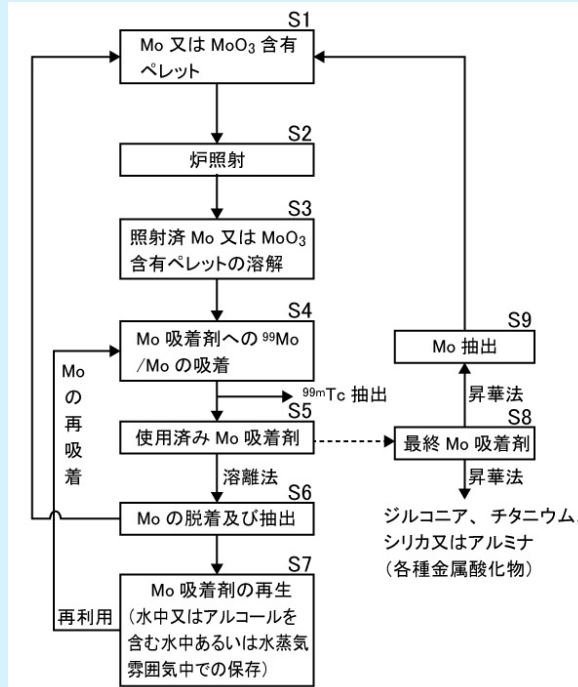 S1
Mo 又は MoO₃ 含有
ペレット
S2
炉照射
S3
照射済 Mo 又は MoO₃
含有ペレットの溶解
S4
Mo 吸着剤への ⁹⁹Mo
/Mo の吸着
⁹⁹ᵐTc 抽出
S5
使用済み Mo 吸着剤
溶離法
S6
Mo の脱着及び抽出
S7
Mo 吸着剤の再生
(水中又はアルコールを
含む水中あるいは水蒸気
雰囲気中での保存)
Moの再吸着
再利用
S9
Mo 抽出
昇華法
S8
最終 Mo 吸着剤
昇華法
ジルコニア、チタニウム、
シリカ又はアルミナ
(各種金属酸化物)